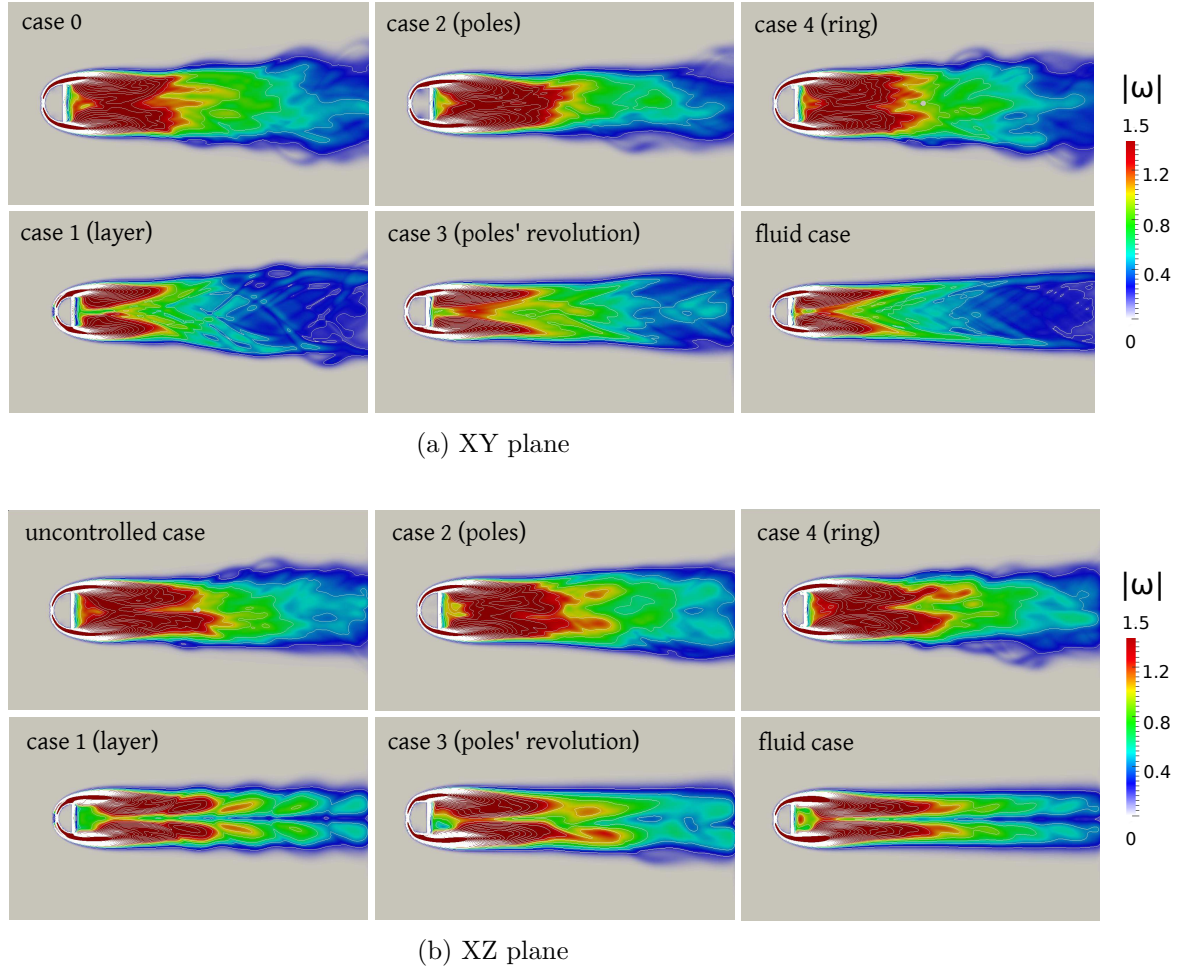 case 0
case 2 (poles)
case 4 (ring)
|ω|
1.5
1.2
0.8
0.4
0
case 1 (layer)
case 3 (poles' revolution)
fluid case
(a) XY plane
uncontrolled case
case 2 (poles)
case 4 (ring)
|ω|
1.5
1.2
0.8
0.4
0
case 1 (layer)
case 3 (poles' revolution)
fluid case
(b) XZ plane